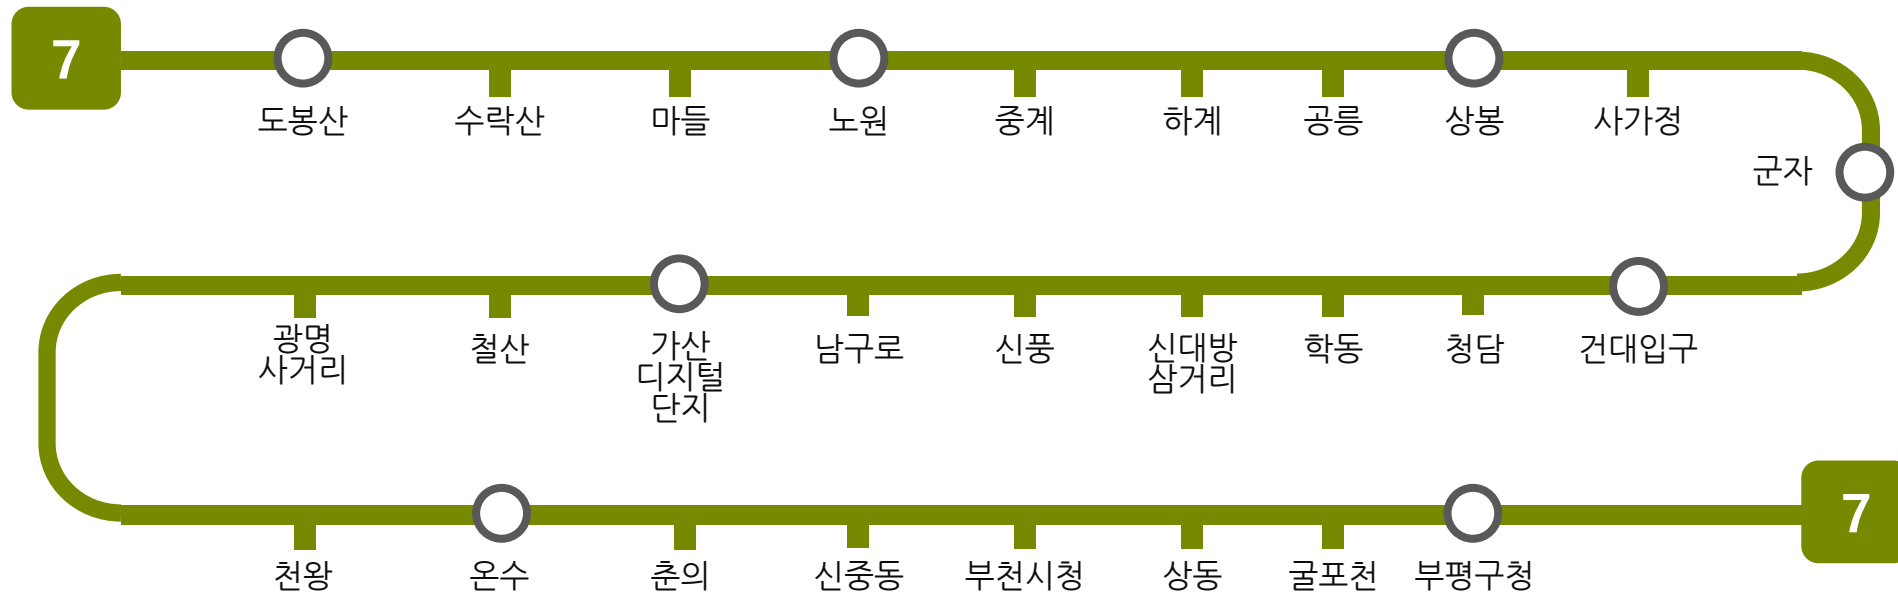 7
도봉산
수락산
마들
노원
중계
하계
공릉
상봉
사가정
군자
광명
사거리
철산
가산
디지털
단지
남구로
신풍
신대방
삼거리
학동
청담
건대입구
7
천왕
온수
춘의
신중동
부천시청
상동
굴포천
부평구청